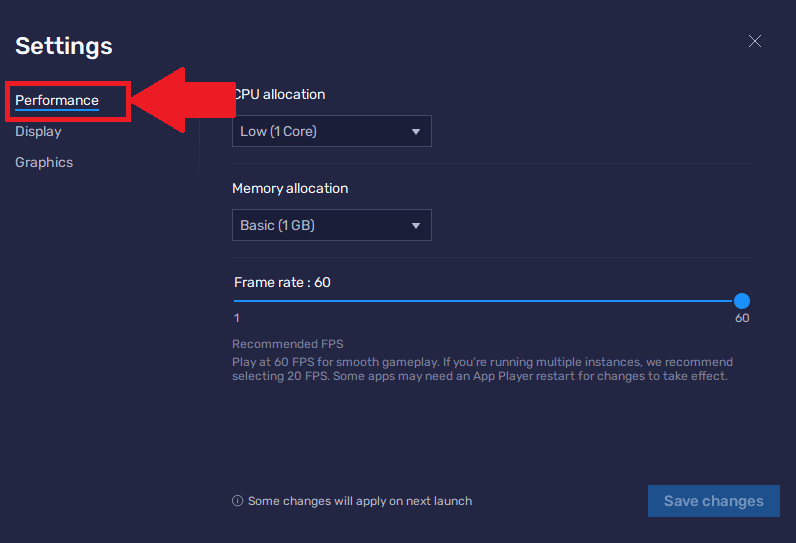 Settings
Performance
Display
Graphics
CPU allocation
Low (1 Core)
Memory allocation
Basic (1 GB)
Frame rate : 60
1
60
Recommended FPS
Play at 60 FPS for smooth gameplay. If you're running multiple instances, we recommend
selecting 20 FPS. Some apps may need an App Player restart for changes to take effect.
Some changes will apply on next launch
Save changes